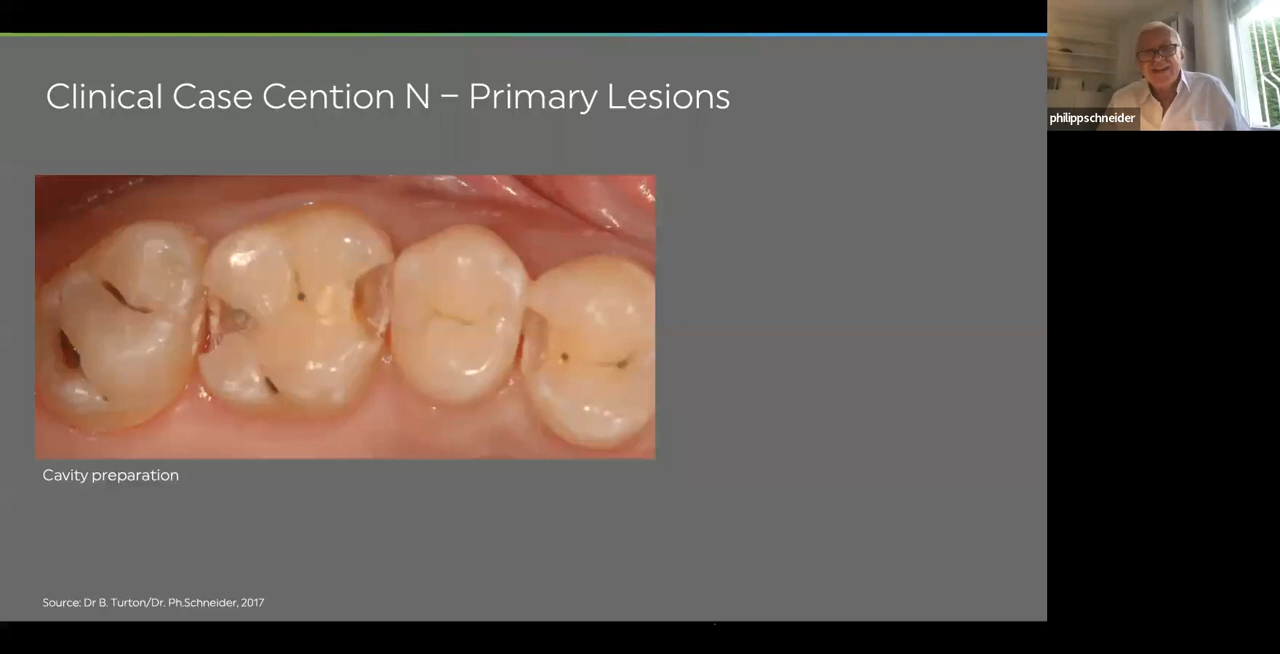 Clinical Case Cention N – Primary Lesions
philippschneider
Cavity preparation
Source: Dr B. Turton/Dr. Ph.Schneider, 2017